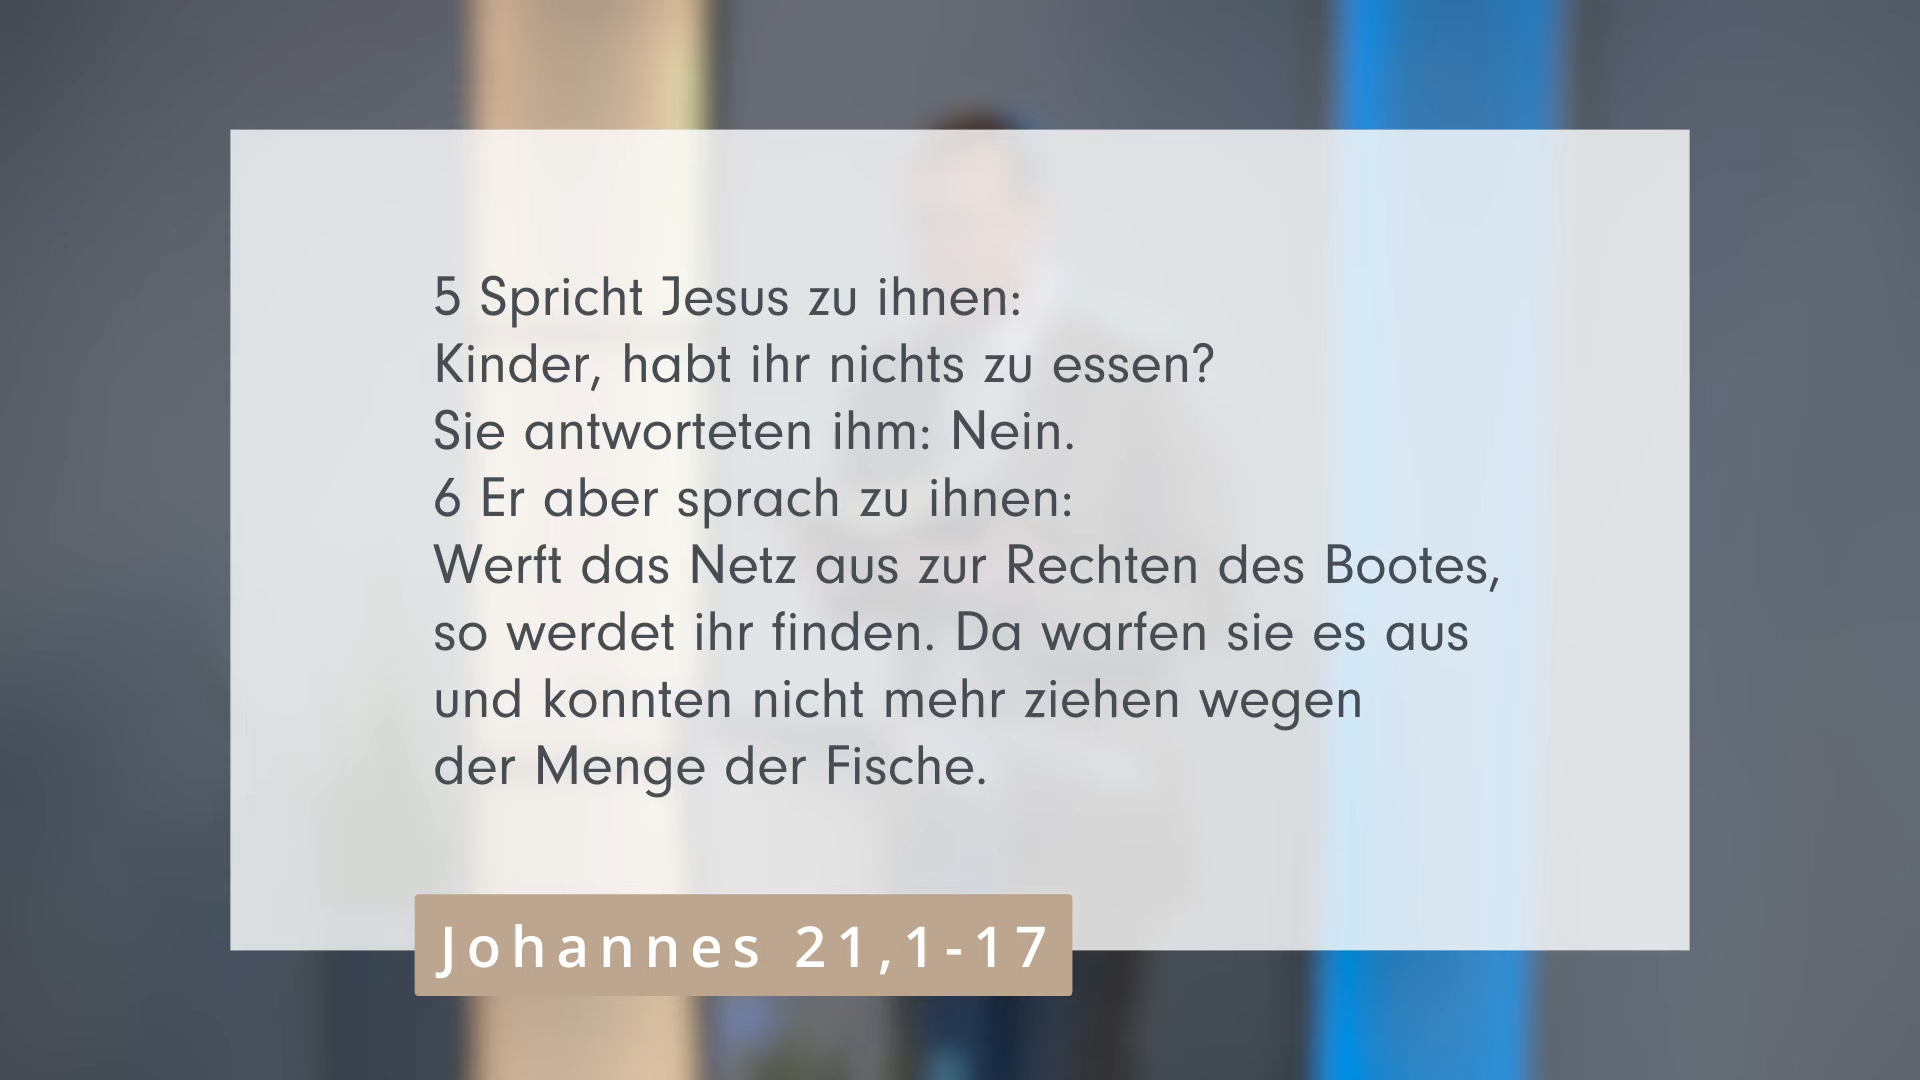 5 Spricht Jesus zu ihnen:
Kinder, habt ihr nichts zu essen?
Sie antworteten ihm: Nein.
6 Er aber sprach zu ihnen:
Werft das Netz aus zur Rechten des Bootes,
so werdet ihr finden. Da warfen sie es aus
und konnten nicht mehr ziehen wegen
der Menge der Fische.
Johannes 21,1-17